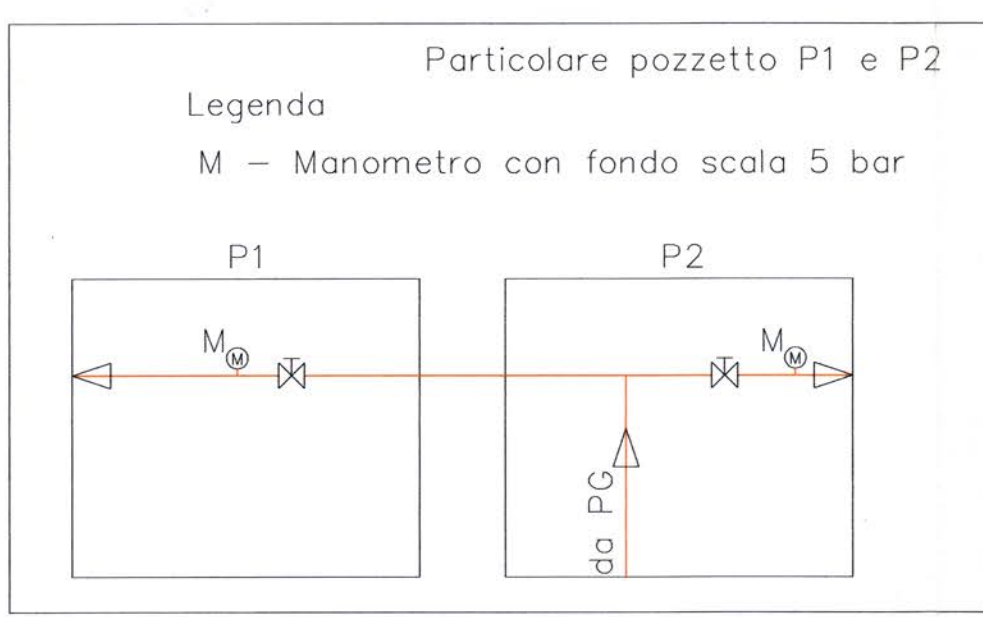 Particolare pozzetto P1 e P2
Legenda
M – Manometro con fondo scala 5 bar
P1
P2
M
M
M
M
da PG